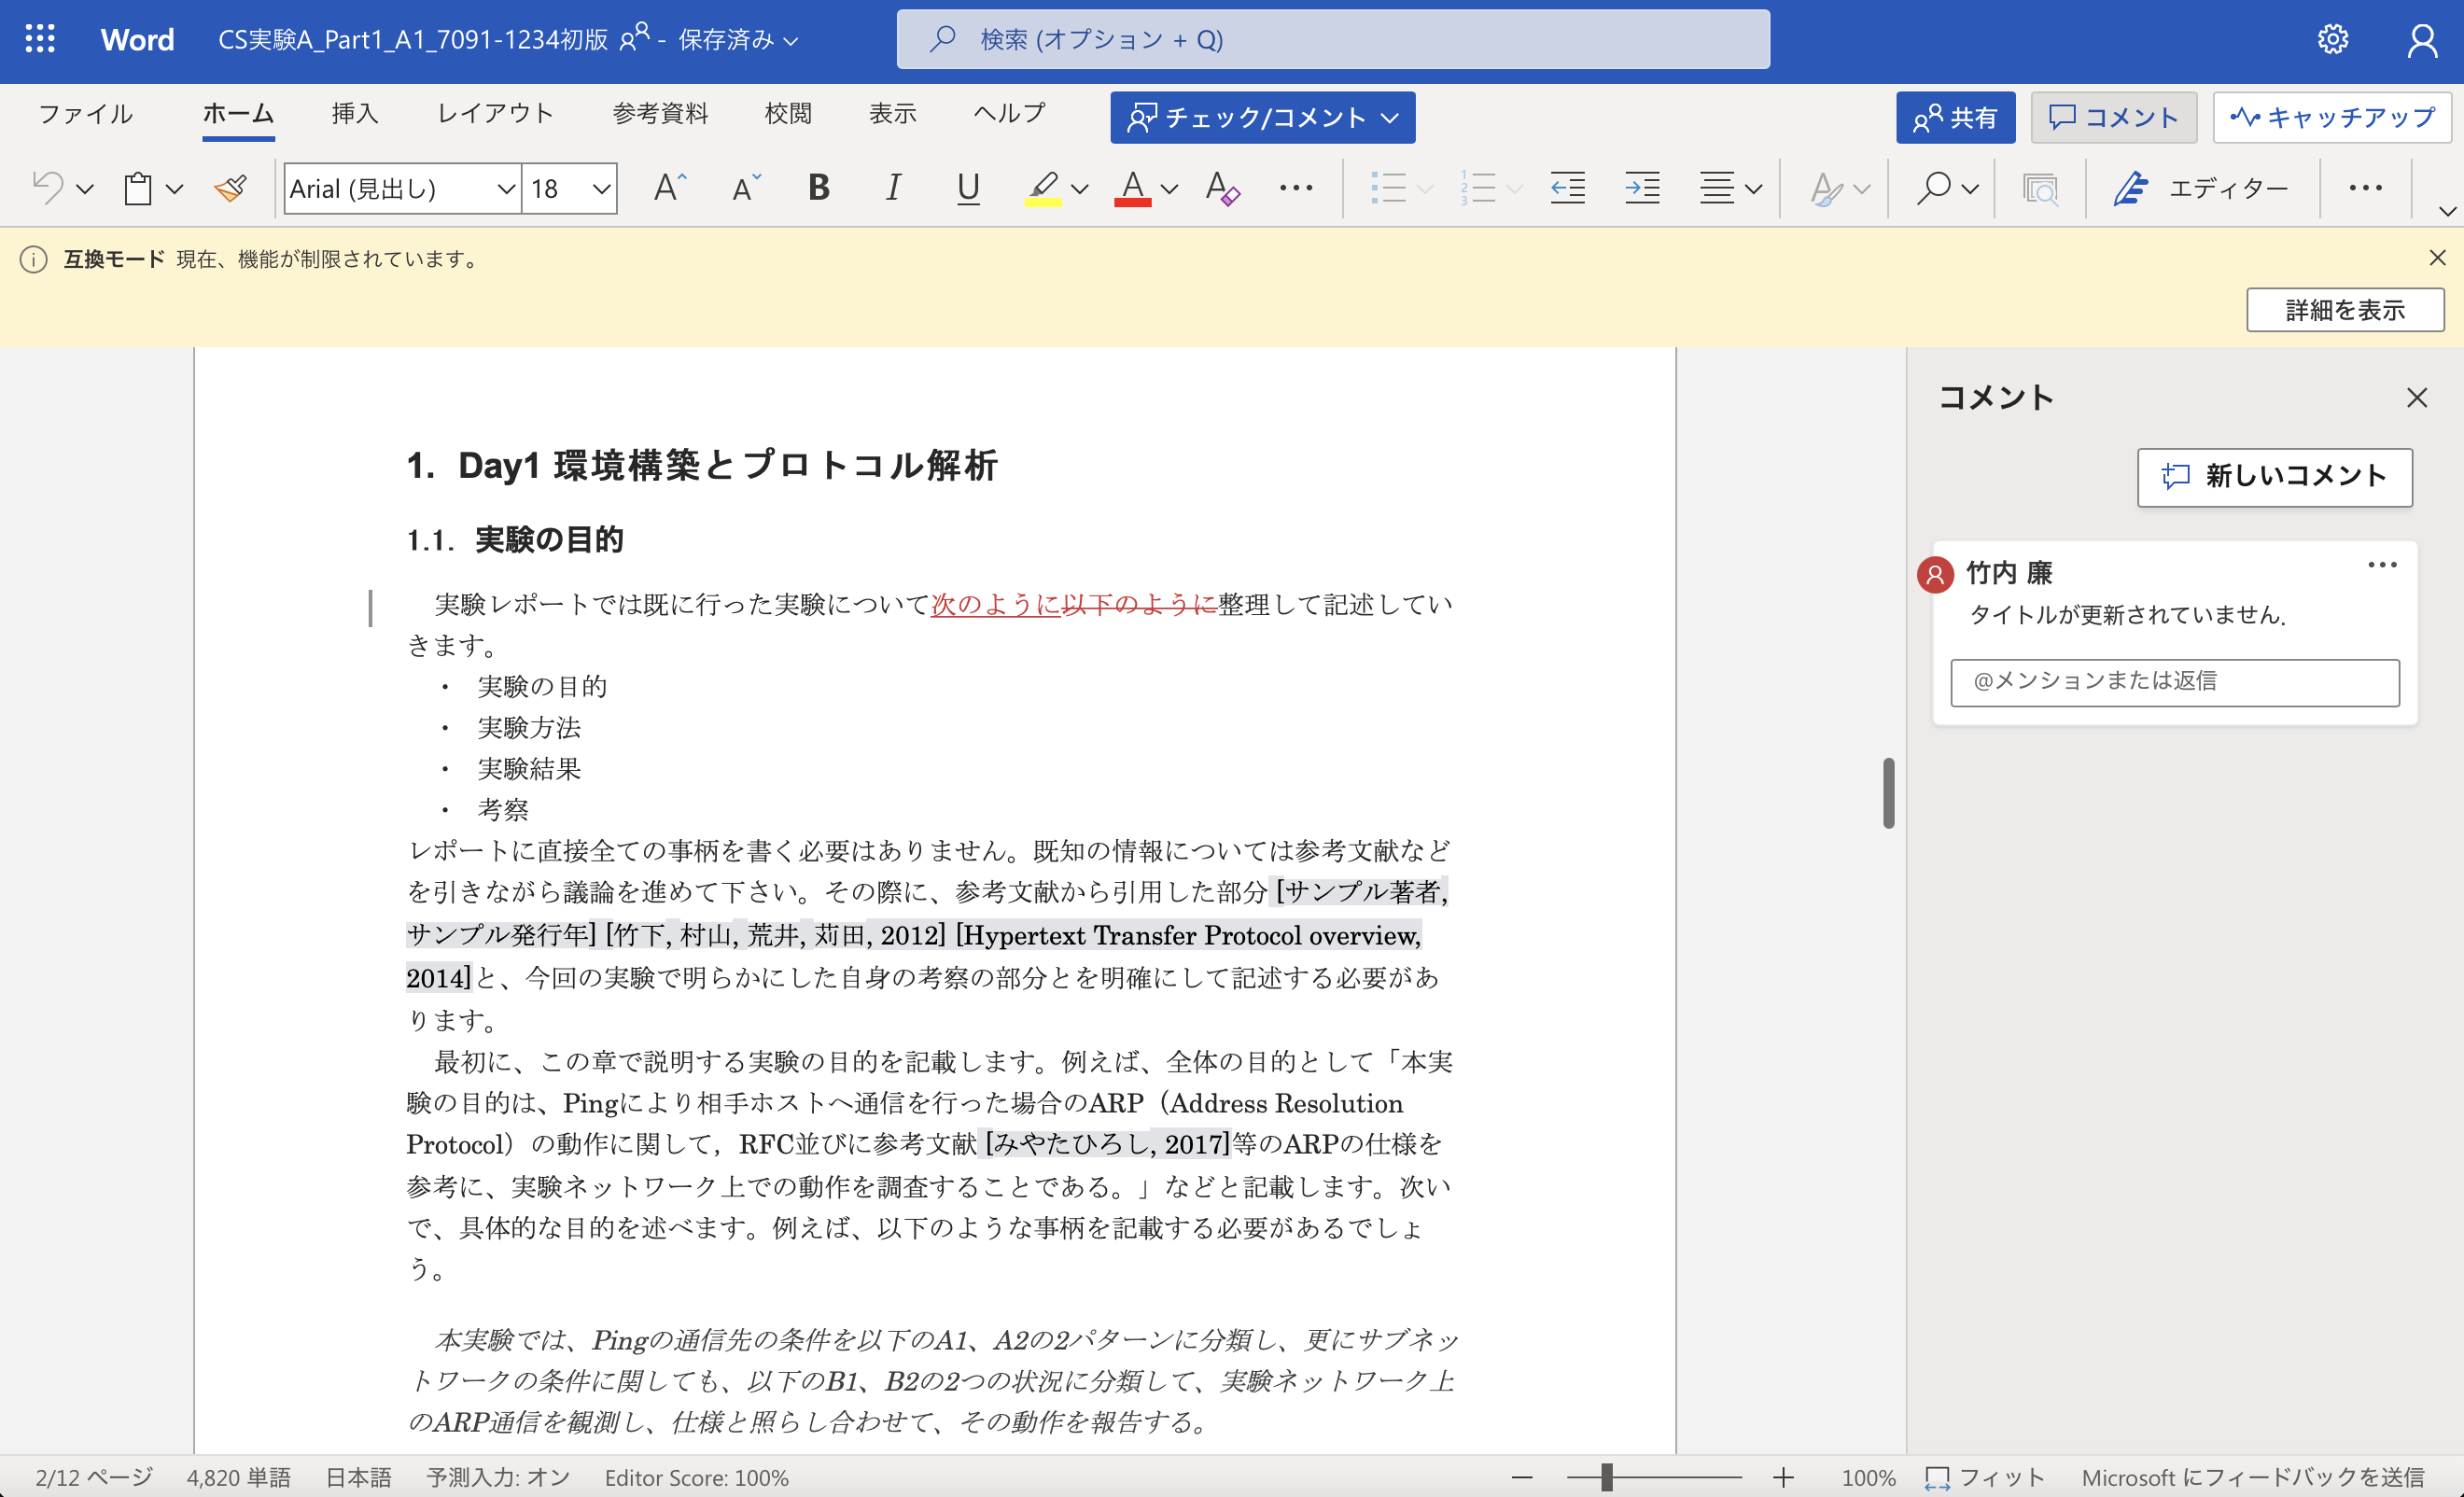 Word CS実験A_Part1_A1_7091-1234初版 - 保存済み 検索 (オプション + Q)
ファイル ホーム 挿入 レイアウト 参考資料 校閲 表示 ヘルプ チェック/コメント 共有 コメント キャッチアップ
Arial (見出し) 18 エディター
互換モード 現在、機能が制限されています。
詳細を表示
1. Day1 環境構築とプロトコル解析
1.1. 実験の目的
実験レポートでは既に行った実験について次のように以下のように整理して記述してい
きます。
・ 実験の目的
・ 実験方法
・ 実験結果
・ 考察
レポートに直接全ての事柄を書く必要はありません。既知の情報については参考文献など
を引きながら議論を進めて下さい。その際に、参考文献から引用した部分 [サンプル著者,
サンプル発行年] [竹下, 村山, 荒井, 苅田, 2012] [Hypertext Transfer Protocol overview,
2014]と、今回の実験で明らかにした自身の考察の部分とを明確にして記述する必要があ
ります。
最初に、この章で説明する実験の目的を記載します。例えば、全体の目的として「本実
験の目的は、Pingにより相手ホストへ通信を行った場合のARP（Address Resolution
Protocol）の動作に関して，RFC並びに参考文献 [みやたひろし, 2017]等のARPの仕様を
参考に、実験ネットワーク上での動作を調査することである。」などと記載します。次い
で、具体的な目的を述べます。例えば、以下のような事柄を記載する必要があるでしょ
う。
本実験では、Pingの通信先の条件を以下のA1、A2の2パターンに分類し、更にサブネッ
トワークの条件に関しても、以下のB1、B2の2つの状況に分類して、実験ネットワーク上
のARP通信を観測し、仕様と照らし合わせて、その動作を報告する。
コメント
新しいコメント
竹内 廉
タイトルが更新されていません．
@メンションまたは返信
2/12 ページ 4,820 単語 日本語 予測入力: オン Editor Score: 100% 100% フィット Microsoft にフィードバックを送信